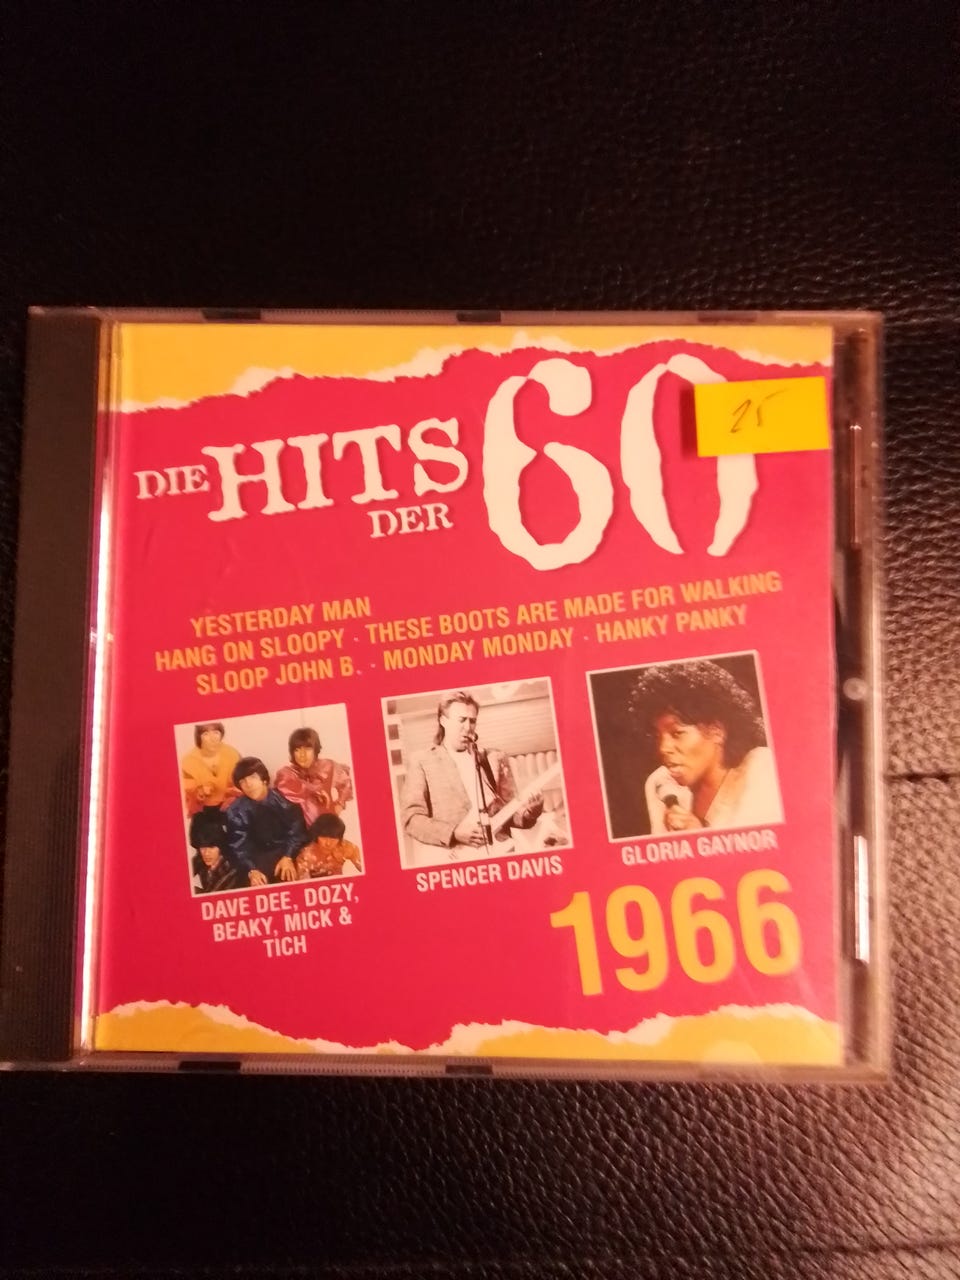 DIE HITS DER 60
25
YESTERDAY MAN
HANG ON SLOOPY · THESE BOOTS ARE MADE FOR WALKING
SLOOP JOHN B. · MONDAY MONDAY · HANKY PANKY
DAVE DEE, DOZY,
BEAKY, MICK &
TICH
SPENCER DAVIS
GLORIA GAYNOR
1966